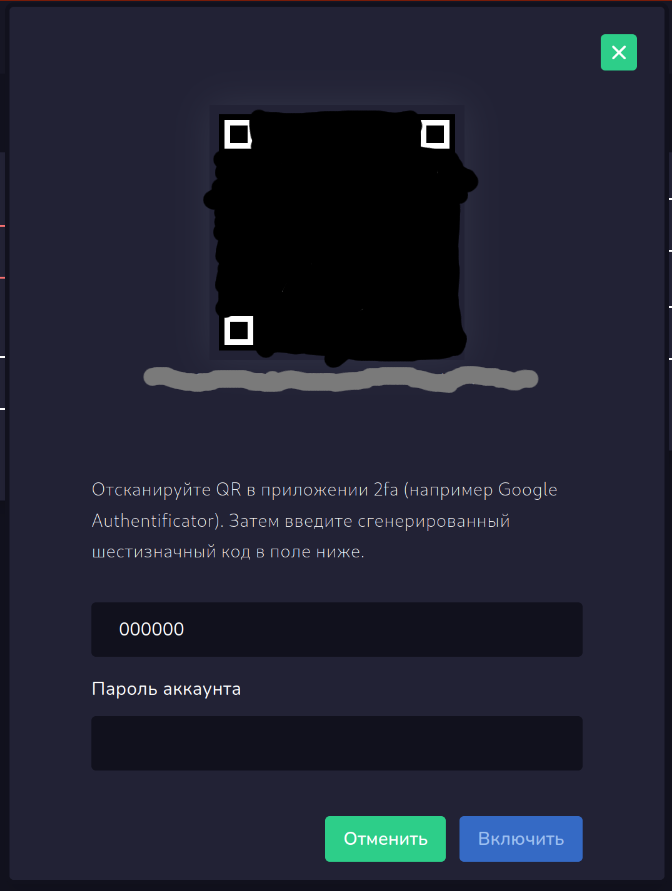 Отсканируйте QR в приложении 2fa (например Google
Authentificator). Затем введите сгенерированный
шестизначный код в поле ниже.
000000
Пароль аккаунта
Отменить
Включить